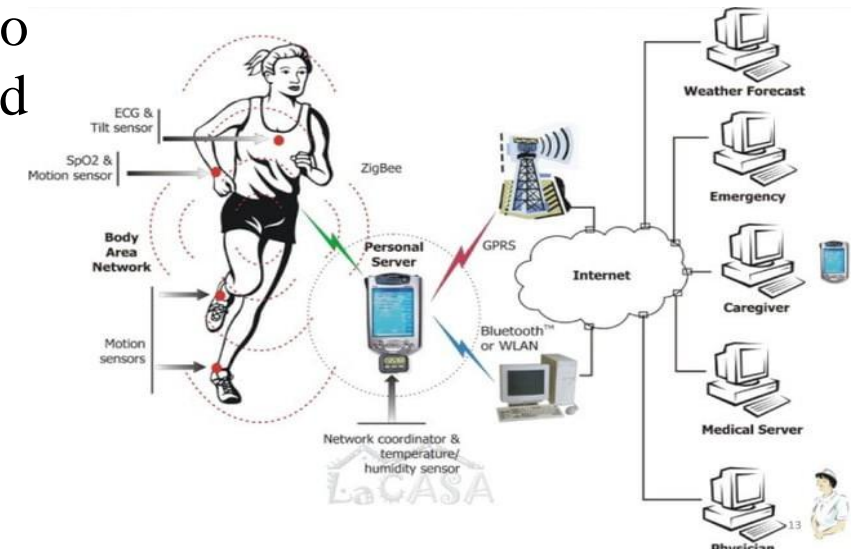 o
d
ECG &
Tilt sensor
SpO2 &
Motion sensor
Body
Area
Network
Motion
sensors
ZigBee
Personal
Server
Network coordinator &
temperature/
humidity sensor
LaCASA
GPRS
Bluetooth™
or WLAN
Internet
Weather Forecast
Emergency
Caregiver
Medical Server
13
Physician